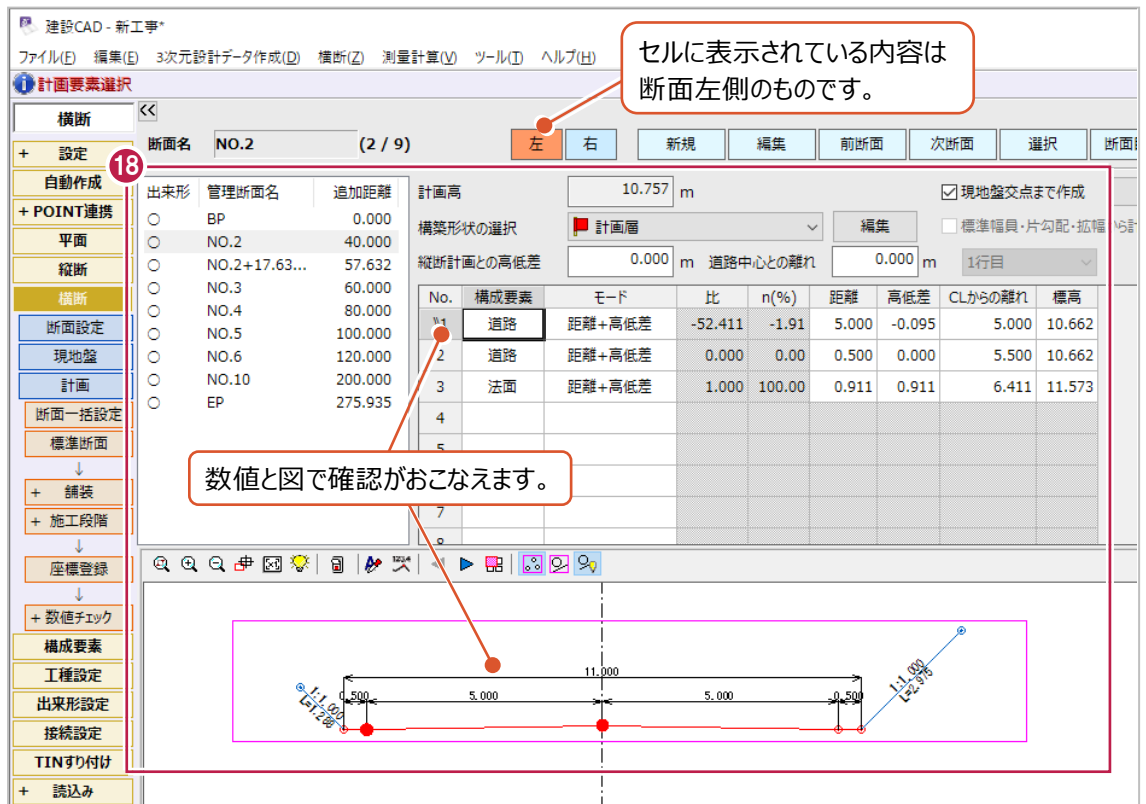 建設CAD - 新工事*
ファイル(F) 編集(E) 3次元設計データ作成(D) 横断(Z) 測量計算(V) ツール(T) ヘルプ(H)
セルに表示されている内容は
断面左側のものです。
計画要素選択
横断
<<
断面名 NO.2 (2 / 9) 左 右 新規 編集 前断面 次断面 選択 断面
18
+ 設定
自動作成
+ POINT連携
平面
縦断
横断
断面設定
現地盤
計画
断面一括設定
標準断面
↓
+ 舗装
+ 施工段階
↓
座標登録
↓
+ 数値チェック
構成要素
工種設定
出来形設定
接続設定
TINすり付け
+ 読込み
出来形 管理断面名 追加距離
○ BP 0.000
○ NO.2 40.000
○ NO.2+17.63... 57.632
○ NO.3 60.000
○ NO.4 80.000
○ NO.5 100.000
○ NO.6 120.000
○ NO.10 200.000
○ EP 275.935
計画高 10.757 m 現地盤交点まで作成
構築形状の選択 計画層 編集 標準幅員・片勾配・拡幅から計
縦断計画との高低差 0.000 m 道路中心との離れ 0.000 m 1行目
No. 構成要素 モード 比 n(%) 距離 高低差 CLからの離れ 標高
1 道路 距離+高低差 -52.411 -1.91 5.000 -0.095 5.000 10.662
2 道路 距離+高低差 0.000 0.00 0.500 0.000 5.500 10.662
3 法面 距離+高低差 1.000 100.00 0.911 0.911 6.411 11.573
4
5
7
8
数値と図で確認がおこなえます。
11.000
0.500 5.000 5.000 0.500
1:1.000
L=1.288
1:1.000
L=2.975